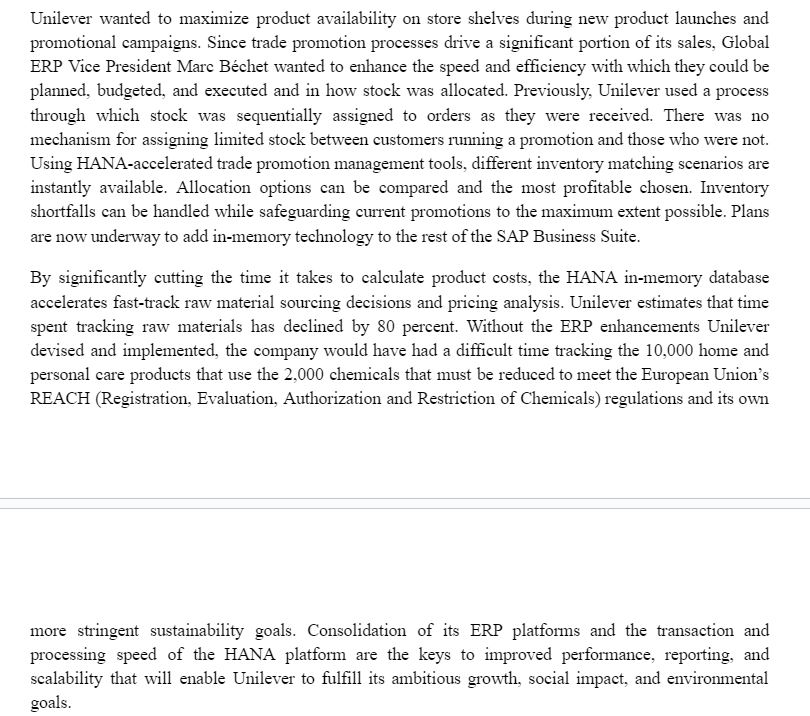 Unilever wanted to maximize product availability on store shelves during new product launches and
promotional campaigns. Since trade promotion processes drive a significant portion of its sales, Global
ERP Vice President Marc Béchet wanted to enhance the speed and efficiency with which they could be
planned, budgeted, and executed and in how stock was allocated. Previously, Unilever used a process
through which stock was sequentially assigned to orders as they were received. There was no
mechanism for assigning limited stock between customers running a promotion and those who were not.
Using HANA-accelerated trade promotion management tools, different inventory matching scenarios are
instantly available. Allocation options can be compared and the most profitable chosen. Inventory
shortfalls can be handled while safeguarding current promotions to the maximum extent possible. Plans
are now underway to add in-memory technology to the rest of the SAP Business Suite.
By significantly cutting the time it takes to calculate product costs, the HANA in-memory database
accelerates fast-track raw material sourcing decisions and pricing analysis. Unilever estimates that time
spent tracking raw materials has declined by 80 percent. Without the ERP enhancements Unilever
devised and implemented, the company would have had a difficult time tracking the 10,000 home and
personal care products that use the 2,000 chemicals that must be reduced to meet the European Union's
REACH (Registration, Evaluation, Authorization and Restriction of Chemicals) regulations and its own
more stringent sustainability goals. Consolidation of its ERP platforms and the transaction and
processing speed of the HANA platform are the keys to improved performance, reporting, and
scalability that will enable Unilever to fulfill its ambitious growth, social impact, and environmental
goals.